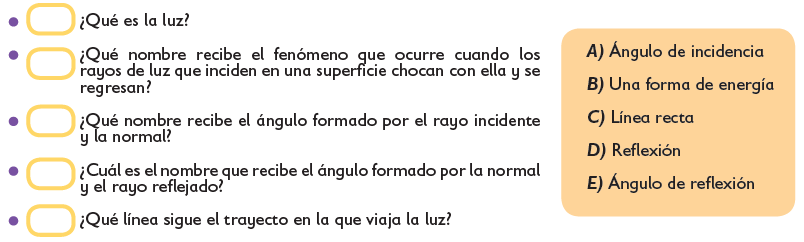 ¿Qué es la luz?
¿Qué nombre recibe el fenómeno que ocurre cuando los
rayos de luz que inciden en una superficie chocan con ella y se
regresan?
¿Qué nombre recibe el ángulo formado por el rayo incidente
y la normal?
¿Cuál es el nombre que recibe el ángulo formado por la normal
y el rayo reflejado?
¿Qué línea sigue el trayecto en la que viaja la luz?
A) Ángulo de incidencia
B) Una forma de energía
C) Línea recta
D) Reflexión
E) Ángulo de reflexión